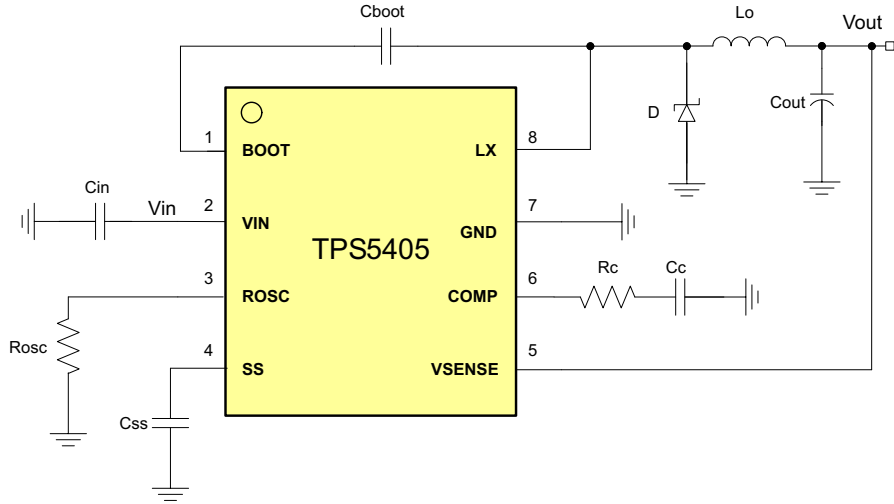 Cboot
Lo
Vout
D
Cout
1
BOOT
LX
8
Cin
Vin
2
VIN
GND
7
TPS5405
3
ROSC
COMP
6
Rc
Cc
Rosc
4
SS
VSENSE
5
Css